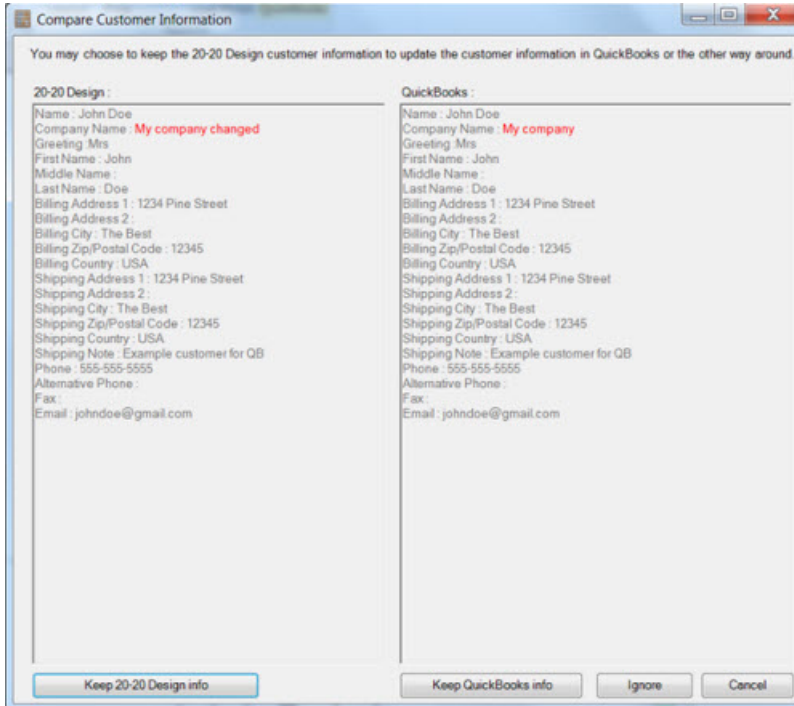 Compare Customer Information
You may choose to keep the 20-20 Design customer information to update the customer information in QuickBooks or the other way around.
20-20 Design :
Name : John Doe
Company Name : My company changed
Greeting :Mrs
First Name : John
Middle Name :
Last Name : Doe
Billing Address 1 : 1234 Pine Street
Billing Address 2 :
Billing City : The Best
Billing Zip/Postal Code : 12345
Billing Country : USA
Shipping Address 1 : 1234 Pine Street
Shipping Address 2 :
Shipping City : The Best
Shipping Zip/Postal Code : 12345
Shipping Country : USA
Shipping Note : Example customer for QB
Phone : 555-555-5555
Alternative Phone :
Fax :
Email : johndoe@gmail.com
QuickBooks :
Name : John Doe
Company Name : My company
Greeting :Mrs
First Name : John
Middle Name :
Last Name : Doe
Billing Address 1 : 1234 Pine Street
Billing Address 2 :
Billing City : The Best
Billing Zip/Postal Code : 12345
Billing Country : USA
Shipping Address 1 : 1234 Pine Street
Shipping Address 2 :
Shipping City : The Best
Shipping Zip/Postal Code : 12345
Shipping Country : USA
Shipping Note : Example customer for QB
Phone : 555-555-5555
Alternative Phone :
Fax :
Email : johndoe@gmail.com
Keep 20-20 Design info
Keep QuickBooks info
Ignore
Cancel